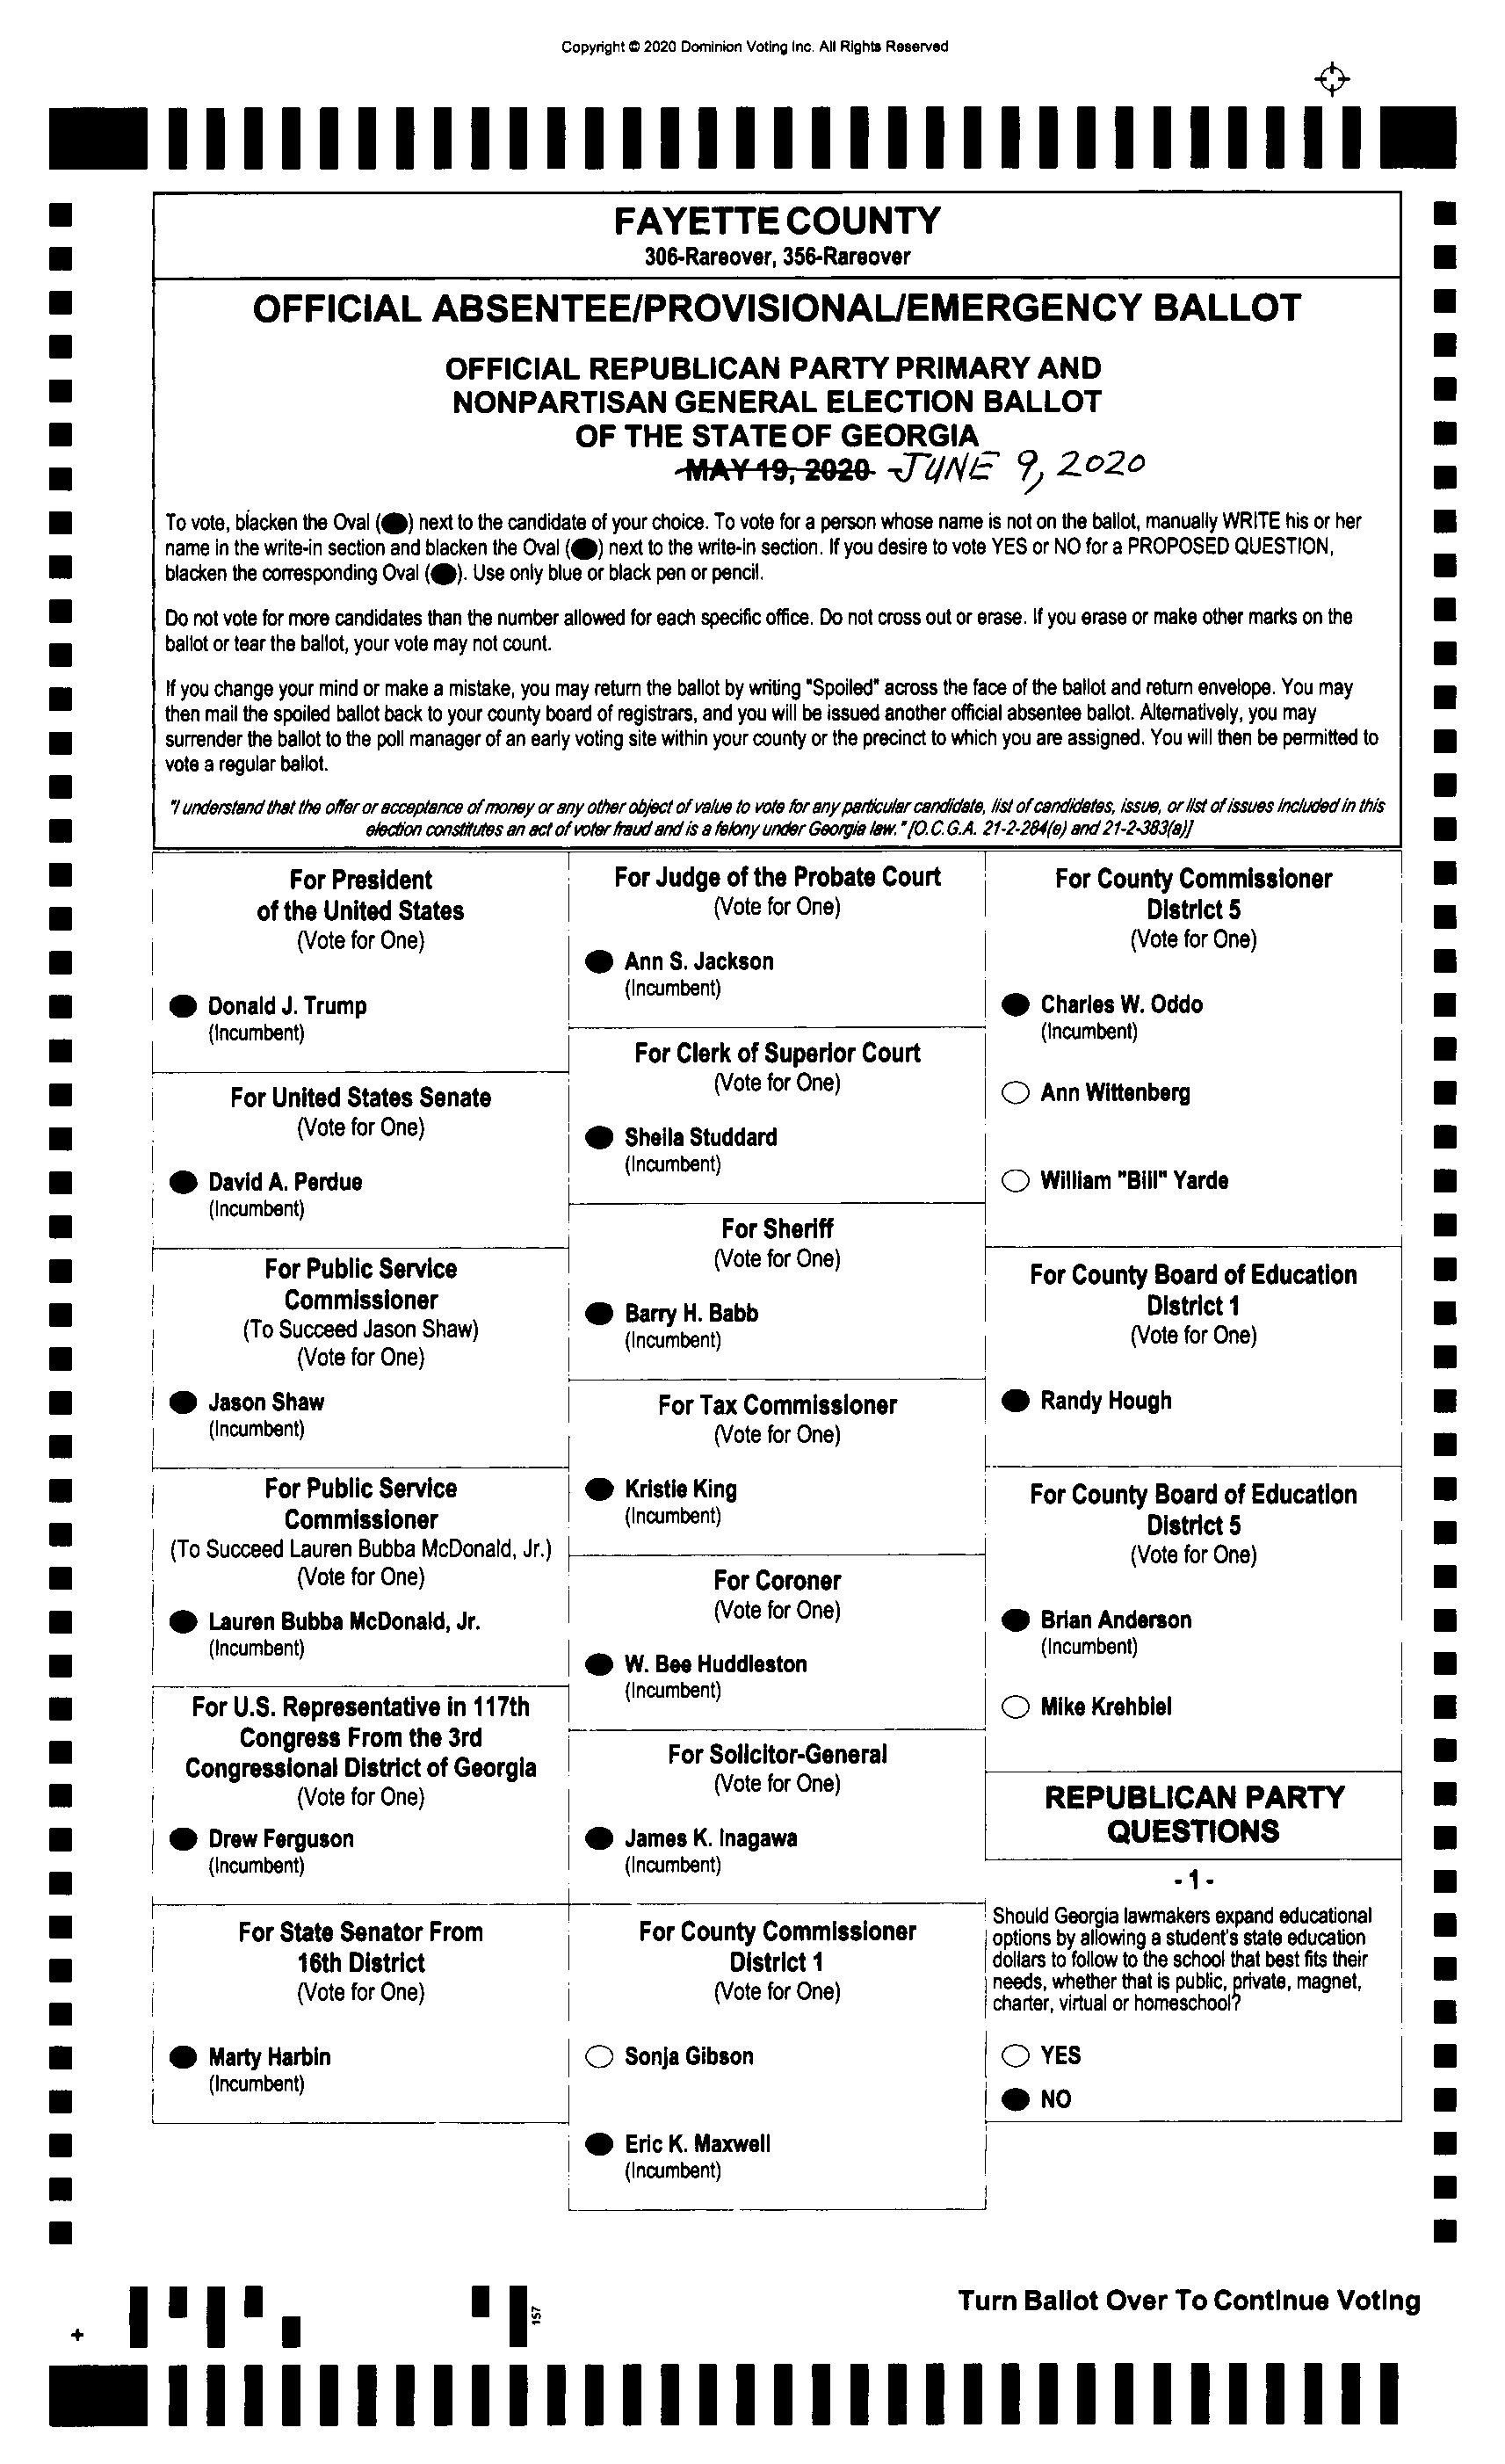 Copyright © 2020 Dominion Voting Inc. All Rights Reserved
FAYETTE COUNTY
306-Rareover, 356-Rareover
OFFICIAL ABSENTEE/PROVISIONAL/EMERGENCY BALLOT
OFFICIAL REPUBLICAN PARTY PRIMARY AND
NONPARTISAN GENERAL ELECTION BALLOT
OF THE STATE OF GEORGIA
MAY 19, 2020 JUNE 9, 2020
To vote, blacken the Oval (●) next to the candidate of your choice. To vote for a person whose name is not on the ballot, manually WRITE his or her
name in the write-in section and blacken the Oval (●) next to the write-in section. If you desire to vote YES or NO for a PROPOSED QUESTION,
blacken the corresponding Oval (●). Use only blue or black pen or pencil.
Do not vote for more candidates than the number allowed for each specific office. Do not cross out or erase. If you erase or make other marks on the
ballot or tear the ballot, your vote may not count.
If you change your mind or make a mistake, you may return the ballot by writing "Spoiled" across the face of the ballot and return envelope. You may
then mail the spoiled ballot back to your county board of registrars, and you will be issued another official absentee ballot. Alternatively, you may
surrender the ballot to the poll manager of an early voting site within your county or the precinct to which you are assigned. You will then be permitted to
vote a regular ballot.
"I understand that the offer or acceptance of money or any other object of value to vote for any particular candidate, list of candidates, issue, or list of issues included in this
election constitutes an act of voter fraud and is a felony under Georgia law." [O.C.G.A. 21-2-284(e) and 21-2-383(a)]
For President
of the United States
(Vote for One)
Donald J. Trump
(Incumbent)
For United States Senate
(Vote for One)
David A. Perdue
(Incumbent)
For Public Service
Commissioner
(To Succeed Jason Shaw)
(Vote for One)
Jason Shaw
(Incumbent)
For Public Service
Commissioner
(To Succeed Lauren Bubba McDonald, Jr.)
(Vote for One)
Lauren Bubba McDonald, Jr.
(Incumbent)
For U.S. Representative in 117th
Congress From the 3rd
Congressional District of Georgia
(Vote for One)
Drew Ferguson
(Incumbent)
For State Senator From
16th District
(Vote for One)
Marty Harbin
(Incumbent)
For Judge of the Probate Court
(Vote for One)
Ann S. Jackson
(Incumbent)
For Clerk of Superior Court
(Vote for One)
Sheila Studdard
(Incumbent)
For Sheriff
(Vote for One)
Barry H. Babb
(Incumbent)
For Tax Commissioner
(Vote for One)
Kristie King
(Incumbent)
For Coroner
(Vote for One)
W. Bee Huddleston
(Incumbent)
For Solicitor-General
(Vote for One)
James K. Inagawa
(Incumbent)
For County Commissioner
District 1
(Vote for One)
Sonja Gibson
Eric K. Maxwell
(Incumbent)
For County Commissioner
District 5
(Vote for One)
Charles W. Oddo
(Incumbent)
Ann Wittenberg
William "Bill" Yarde
For County Board of Education
District 1
(Vote for One)
Randy Hough
For County Board of Education
District 5
(Vote for One)
Brian Anderson
(Incumbent)
Mike Krehbiel
REPUBLICAN PARTY
QUESTIONS
- 1 -
Should Georgia lawmakers expand educational
options by allowing a student's state education
dollars to follow to the school that best fits their
needs, whether that is public, private, magnet,
charter, virtual or homeschool?
YES
NO
Turn Ballot Over To Continue Voting
157
+